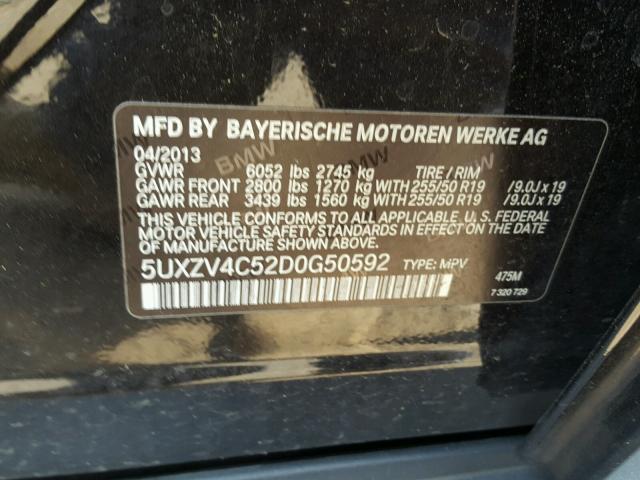 MFD BY BAYERISCHE MOTOREN WERKE AG
04/2013
GVWR 6052 lbs 2745 kg TIRE / RIM
GAWR FRONT 2800 lbs 1270 kg WITH 255/50 R19 /9.0J x 19
GAWR REAR 3439 lbs 1560 kg WITH 255/50 R19 /9.0J x 19
THIS VEHICLE CONFORMS TO ALL APPLICABLE U. S. FEDERAL
MOTOR VEHICLE SAFETY STANDARDS IN EFFECT ON THE
DATE OF MANUFACTURE SHOWN ABOVE.
5UXZV4C52D0G50592 TYPE: MPV
475M
7 320 729